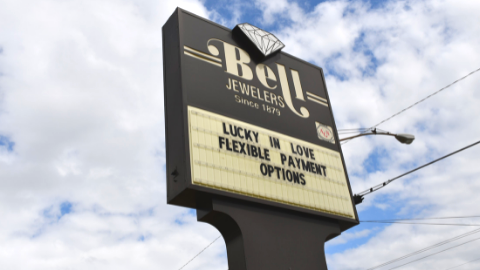 Bell
JEWELERS
Since 1879
LUCKY IN LOVE
FLEXIBLE PAYMENT
OPTIONS